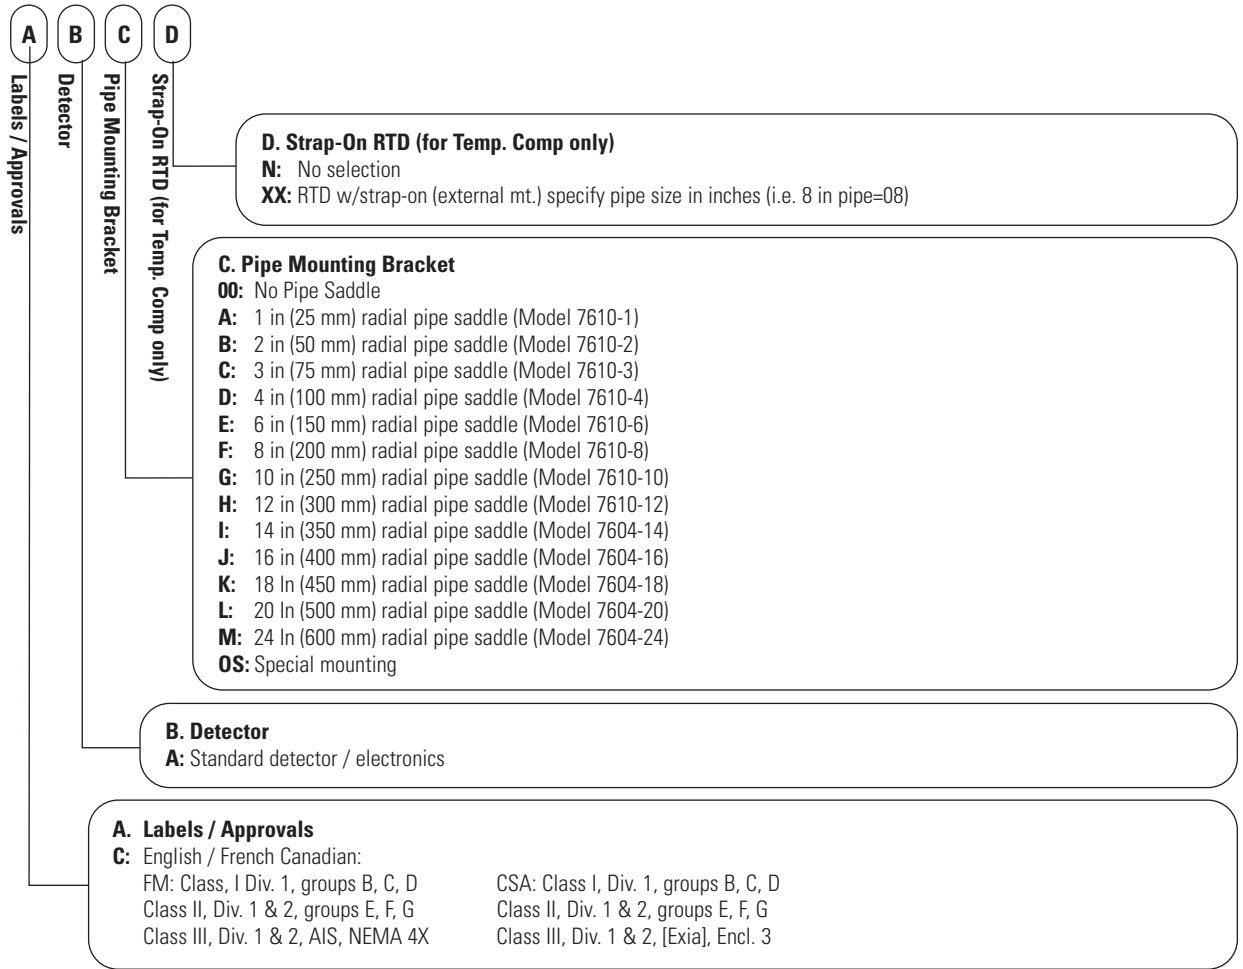 A B C D
Labels / Approvals
Detector
Pipe Mounting Bracket
Strap-On RTD (for Temp. Comp only)
D. Strap-On RTD (for Temp. Comp only)
N: No selection
XX: RTD w/strap-on (external mt.) specify pipe size in inches (i.e. 8 in pipe=08)
C. Pipe Mounting Bracket
00: No Pipe Saddle
A: 1 in (25 mm) radial pipe saddle (Model 7610-1)
B: 2 in (50 mm) radial pipe saddle (Model 7610-2)
C: 3 in (75 mm) radial pipe saddle (Model 7610-3)
D: 4 in (100 mm) radial pipe saddle (Model 7610-4)
E: 6 in (150 mm) radial pipe saddle (Model 7610-6)
F: 8 in (200 mm) radial pipe saddle (Model 7610-8)
G: 10 in (250 mm) radial pipe saddle (Model 7610-10)
H: 12 in (300 mm) radial pipe saddle (Model 7610-12)
I: 14 in (350 mm) radial pipe saddle (Model 7604-14)
J: 16 in (400 mm) radial pipe saddle (Model 7604-16)
K: 18 In (450 mm) radial pipe saddle (Model 7604-18)
L: 20 In (500 mm) radial pipe saddle (Model 7604-20)
M: 24 In (600 mm) radial pipe saddle (Model 7604-24)
OS: Special mounting
B. Detector
A: Standard detector / electronics
A. Labels / Approvals
C: English / French Canadian:
FM: Class, I Div. 1, groups B, C, D CSA: Class I, Div. 1, groups B, C, D
Class II, Div. 1 & 2, groups E, F, G Class II, Div. 1 & 2, groups E, F, G
Class III, Div. 1 & 2, AIS, NEMA 4X Class III, Div. 1 & 2, [Exia], Encl. 3